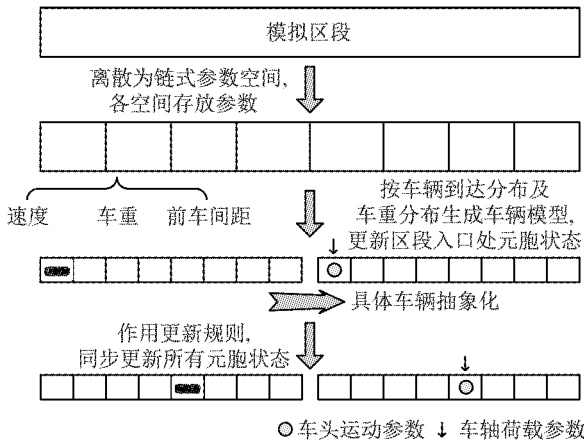 模拟区段
离散为链式参数空间,
各空间存放参数
速度 车重 前车间距
按车辆到达分布及
车重分布生成车辆模型,
更新区段入口处元胞状态
具体车辆抽象化
作用更新规则,
同步更新所有元胞状态
车头运动参数 ↓ 车轴荷载参数